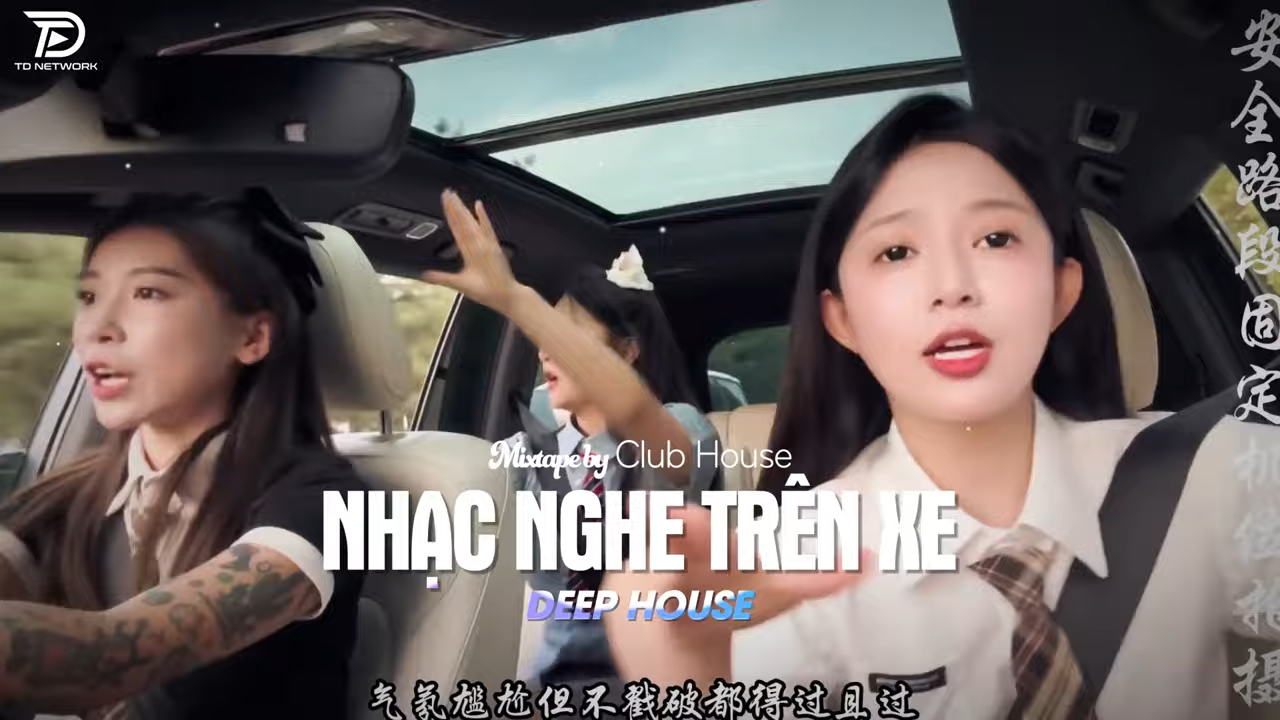 TD NETWORK
安全路段固定机位拍摄
Mixtape by Club House
NHẠC NGHE TRÊN XE
DEEP HOUSE
气氛尴尬但不戳破都得过且过